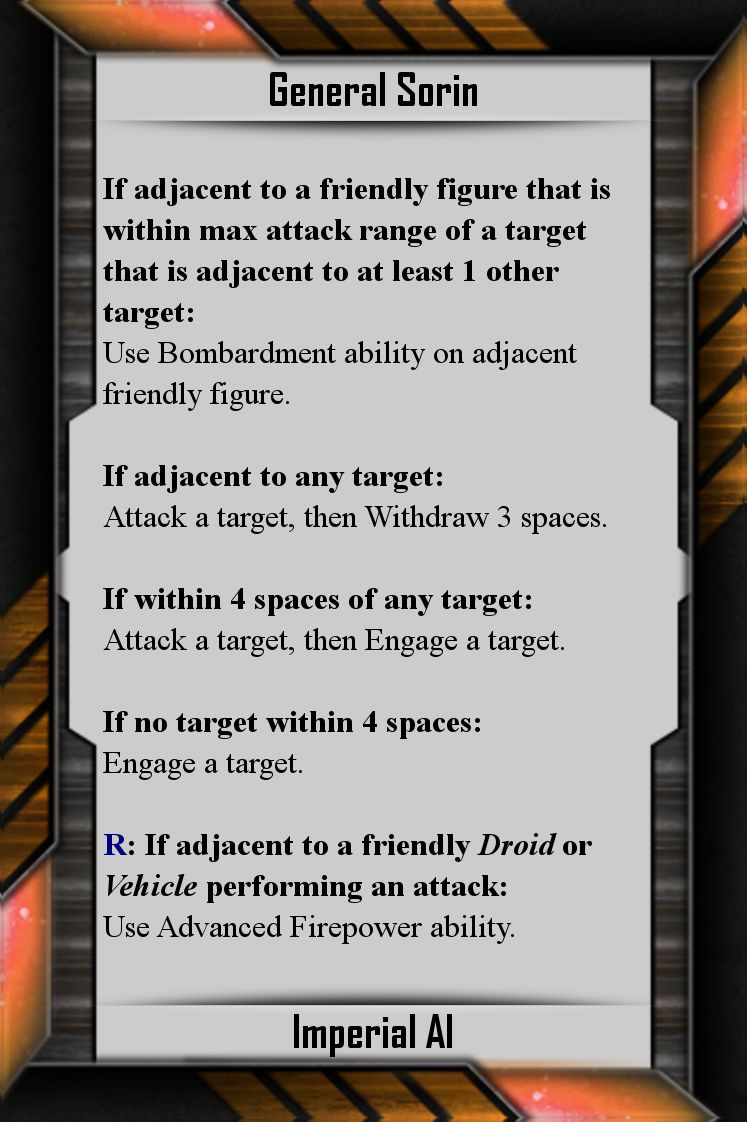 General Sorin
If adjacent to a friendly figure that is
within max attack range of a target
that is adjacent to at least 1 other
target:
Use Bombardment ability on adjacent
friendly figure.
If adjacent to any target:
Attack a target, then Withdraw 3 spaces.
If within 4 spaces of any target:
Attack a target, then Engage a target.
If no target within 4 spaces:
Engage a target.
R: If adjacent to a friendly Droid or
Vehicle performing an attack:
Use Advanced Firepower ability.
Imperial AI